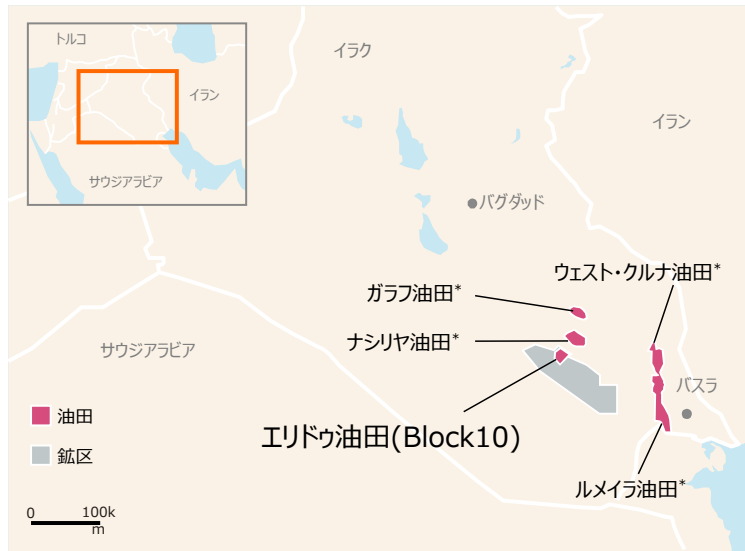 トルコ
イラン
サウジアラビア
イラク
イラン
バグダッド
ウェスト・クルナ油田*
ガラフ油田*
ナシリヤ油田*
サウジアラビア
バスラ
油田
エリドゥ油田(Block10)
鉱区
ルメイラ油田*
0 100k
m